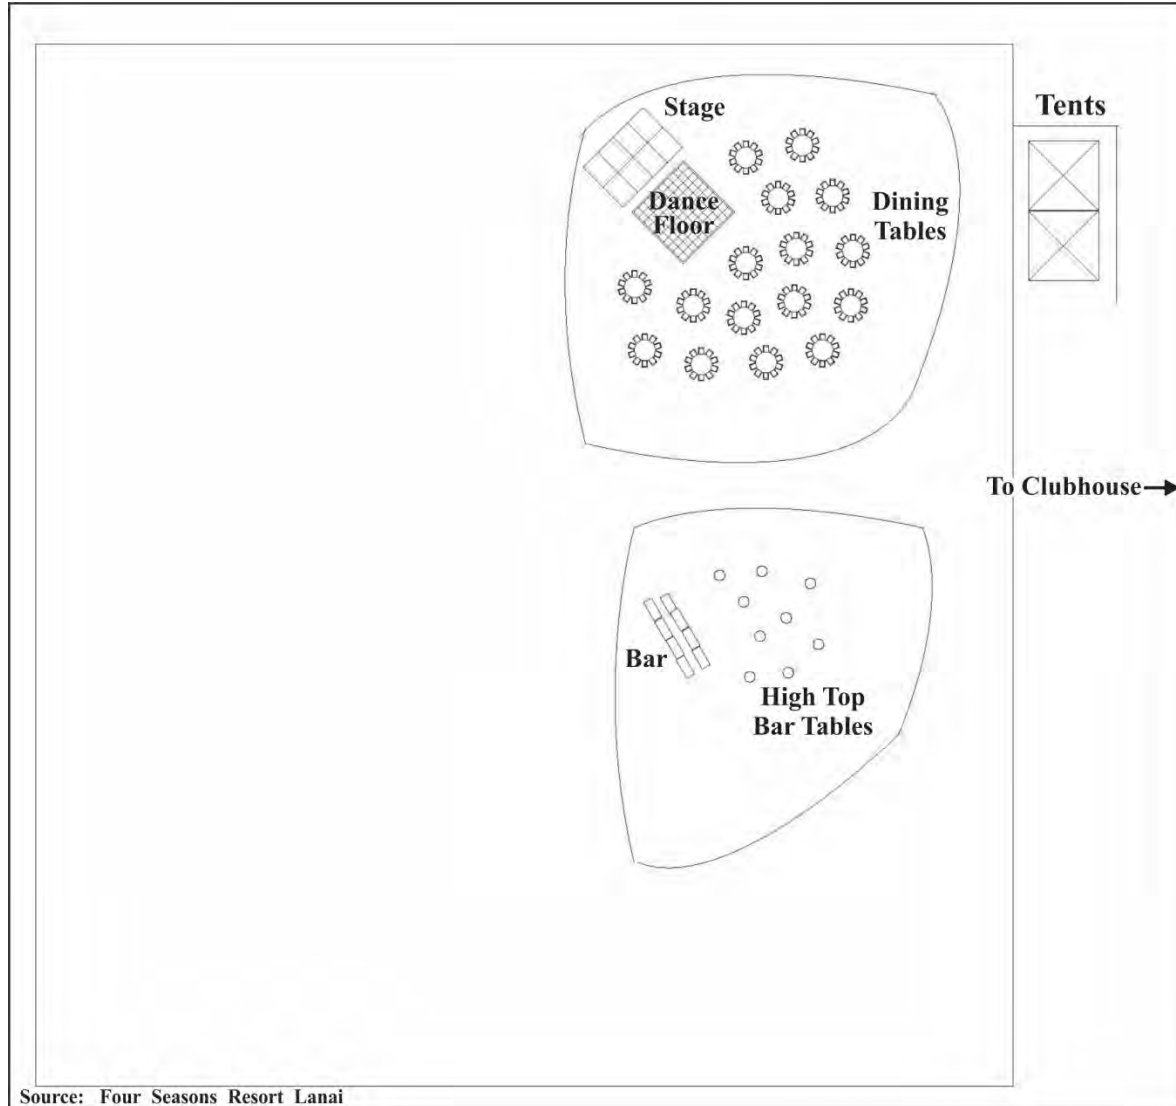 Stage
Tents
Dance
Floor
Dining
Tables
To Clubhouse
Bar
High Top
Bar Tables
Source: Four Seasons Resort Lanai